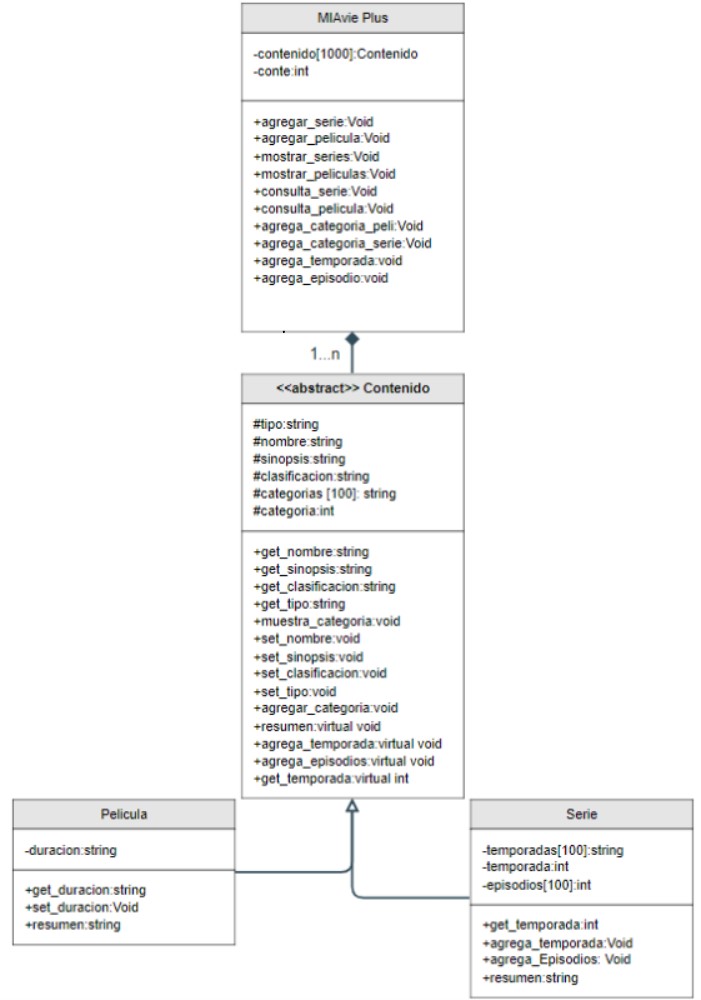 MIAvie Plus
-contenido[1000]:Contenido
-conte:int
+agregar_serie:Void
+agregar_pelicula:Void
+mostrar_series:Void
+mostrar_peliculas:Void
+consulta_serie:Void
+consulta_pelicula:Void
+agrega_categoria_peli:Void
+agrega_categoria_serie:Void
+agrega_temporada:void
+agrega_episodio:void
1...n
<<abstract>> Contenido
#tipo:string
#nombre:string
#sinopsis:string
#clasificacion:string
#categorias [100]: string
#categoria:int
+get_nombre:string
+get_sinopsis:string
+get_clasificacion:string
+get_tipo:string
+muestra_categoria:void
+set_nombre:void
+set_sinopsis:void
+set_clasificacion:void
+set_tipo:void
+agregar_categoria:void
+resumen:virtual void
+agrega_temporada:virtual void
+agrega_episodios:virtual void
+get_temporada:virtual int
Pelicula
-duracion:string
+get_duracion:string
+set_duracion:Void
+resumen:string
Serie
-temporadas[100]:string
-temporada:int
-episodios[100]:int
+get_temporada:int
+agrega_temporada:Void
+agrega_Episodios: Void
+resumen:string